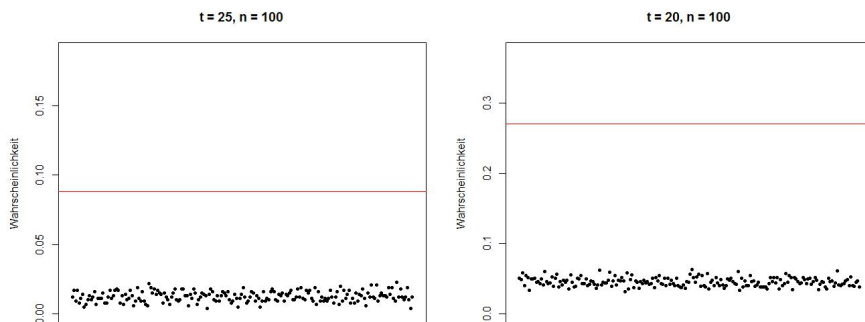 t = 25, n = 100
t = 20, n = 100
Wahrscheinlichkeit
0.15
0.10
0.05
0.00
Wahrscheinlichkeit
0.3
0.2
0.1
0.0